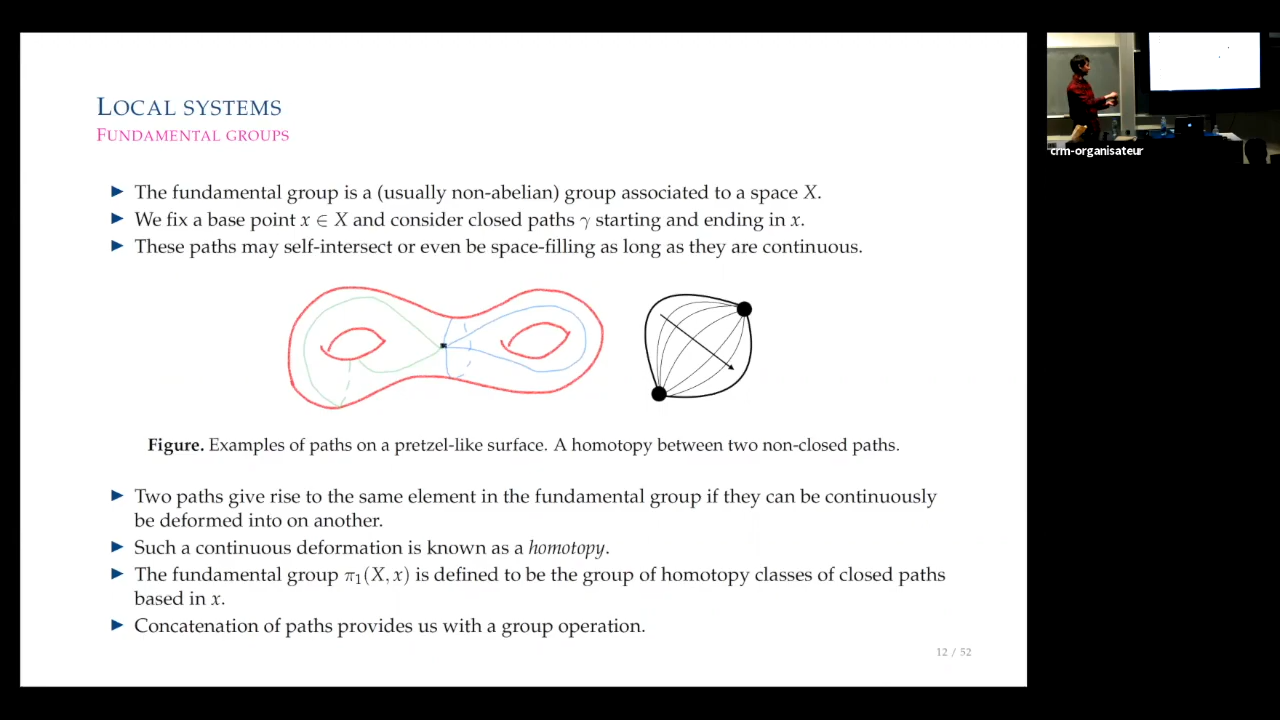 LOCAL SYSTEMS
FUNDAMENTAL GROUPS
▶ The fundamental group is a (usually non-abelian) group associated to a space X.
▶ We fix a base point x ∈ X and consider closed paths γ starting and ending in x.
▶ These paths may self-intersect or even be space-filling as long as they are continuous.
Figure. Examples of paths on a pretzel-like surface. A homotopy between two non-closed paths.
▶ Two paths give rise to the same element in the fundamental group if they can be continuously
be deformed into on another.
▶ Such a continuous deformation is known as a homotopy.
▶ The fundamental group π₁(X, x) is defined to be the group of homotopy classes of closed paths
based in x.
▶ Concatenation of paths provides us with a group operation.
12 / 52
crm-organisateur